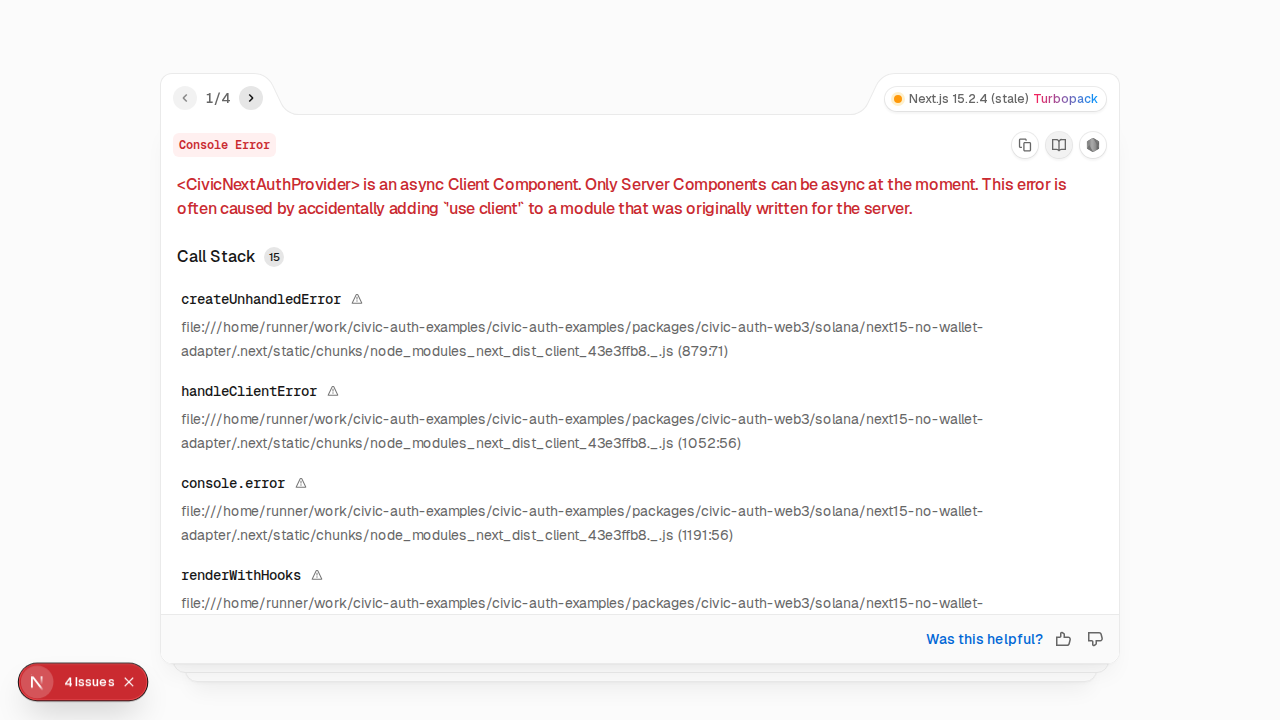 1/4
Next.js 15.2.4 (stale) Turbopack
Console Error
<CivicNextAuthProvider> is an async Client Component. Only Server Components can be async at the moment. This error is
often caused by accidentally adding `'use client'` to a module that was originally written for the server.
Call Stack 15
createUnhandledError
file:///home/runner/work/civic-auth-examples/civic-auth-examples/packages/civic-auth-web3/solana/next15-no-wallet-
adapter/.next/static/chunks/node_modules_next_dist_client_43e3ffb8._.js (879:71)
handleClientError
file:///home/runner/work/civic-auth-examples/civic-auth-examples/packages/civic-auth-web3/solana/next15-no-wallet-
adapter/.next/static/chunks/node_modules_next_dist_client_43e3ffb8._.js (1052:56)
console.error
file:///home/runner/work/civic-auth-examples/civic-auth-examples/packages/civic-auth-web3/solana/next15-no-wallet-
adapter/.next/static/chunks/node_modules_next_dist_client_43e3ffb8._.js (1191:56)
renderWithHooks
file:///home/runner/work/civic-auth-examples/civic-auth-examples/packages/civic-auth-web3/solana/next15-no-wallet-
Was this helpful?
N 4 Issues